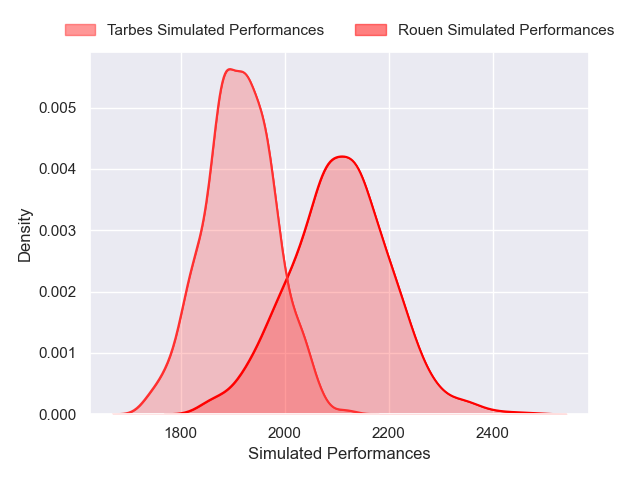 Tarbes Simulated Performances Rouen Simulated Performances
0.005
0.004
0.003
0.002
0.001
0.000
Density
1800 2000 2200 2400
Simulated Performances